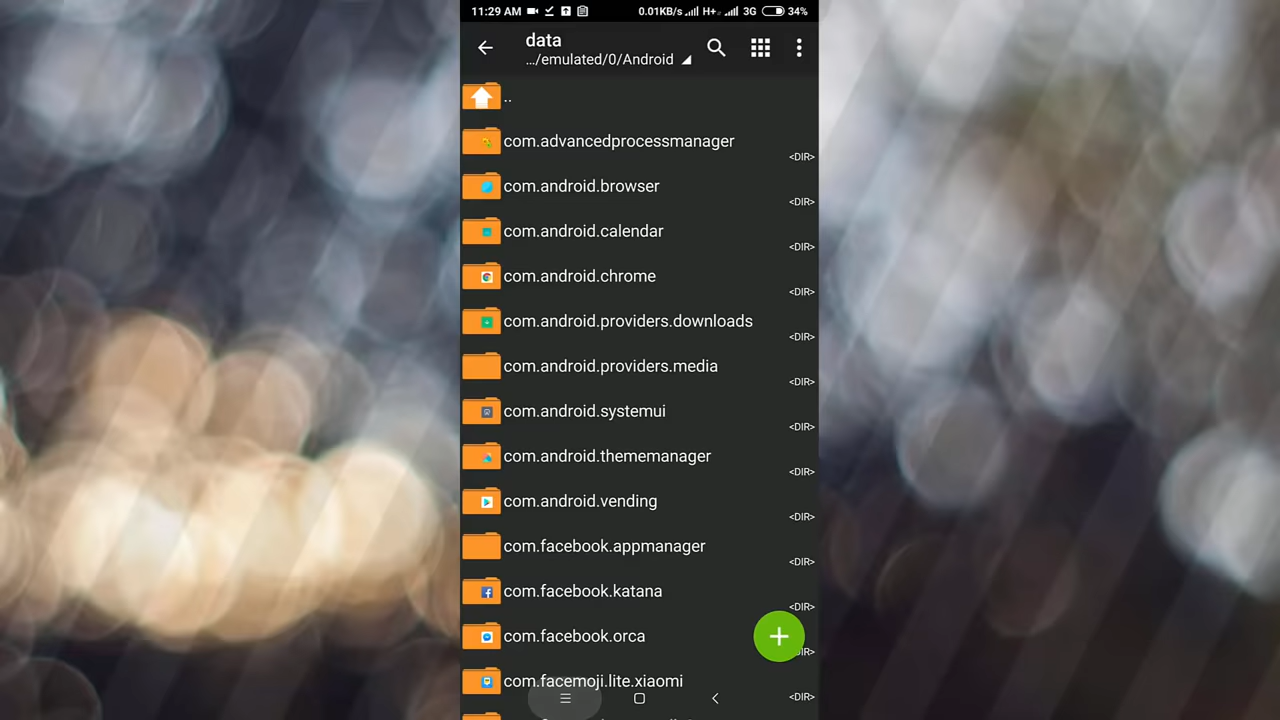 11:29 AM 0.01KB/s H+ 3G 34%
data
.../emulated/0/Android
..
com.advancedprocessmanager
<DIR>
com.android.browser
<DIR>
com.android.calendar
<DIR>
com.android.chrome
<DIR>
com.android.providers.downloads
<DIR>
com.android.providers.media
<DIR>
com.android.systemui
<DIR>
com.android.thememanager
<DIR>
com.android.vending
<DIR>
com.facebook.appmanager
<DIR>
com.facebook.katana
<DIR>
com.facebook.orca
IR>
com.facemoji.lite.xiaomi
<DIR>